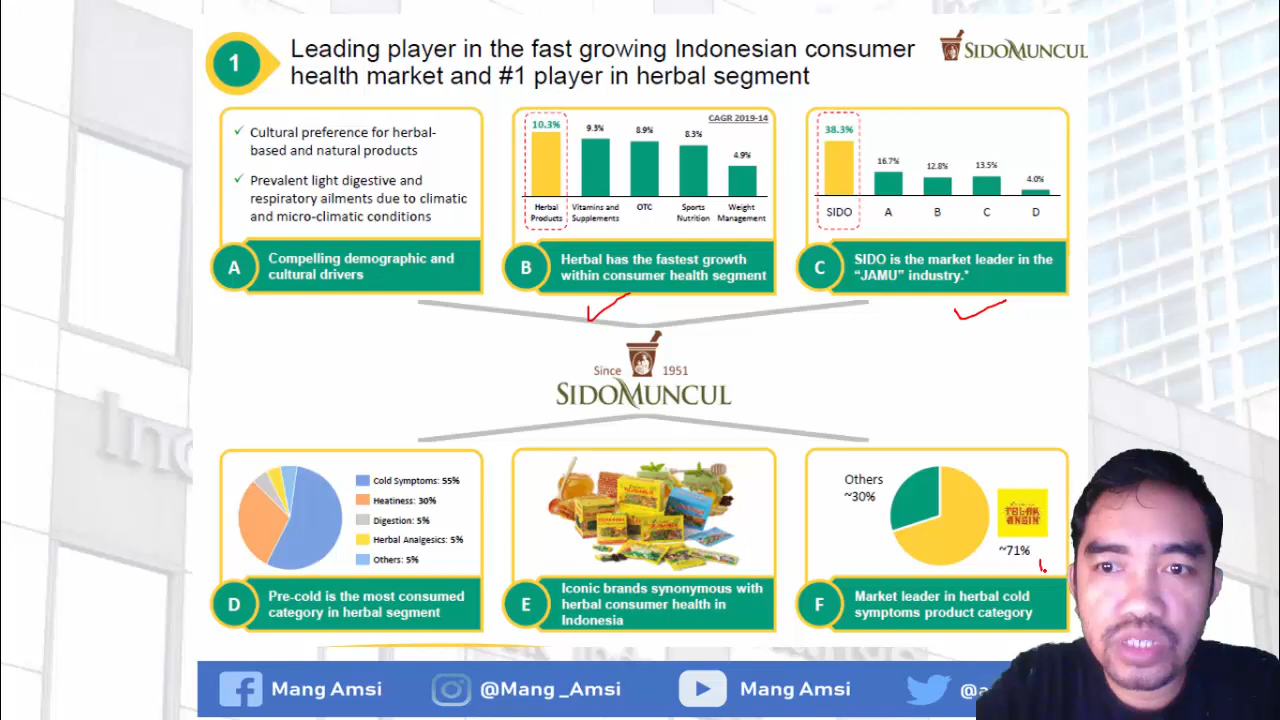 1
Leading player in the fast growing Indonesian consumer
health market and #1 player in herbal segment
SIDOMUNCUL
✓ Cultural preference for herbal-
based and natural products
✓ Prevalent light digestive and
respiratory ailments due to climatic
and micro-climatic conditions
A
Compelling demographic and
cultural drivers
CAGR 2019-14
10.3%
9.3%
8.9%
8.3%
4.9%
Herbal
Products
Vitamins and
Supplements
OTC
Sports
Nutrition
Weight
Management
B
Herbal has the fastest growth
within consumer health segment
38.3%
16.7%
12.8%
13.5%
4.0%
SIDO
A
B
C
D
C
SIDO is the market leader in the
“JAMU” industry.*
Since 1951
SIDOMUNCUL
Cold Symptoms: 55%
Heatiness: 30%
Digestion: 5%
Herbal Analgesics: 5%
Others: 5%
D
Pre-cold is the most consumed
category in herbal segment
E
Iconic brands synonymous with
herbal consumer health in
Indonesia
Others
~30%
TOLAK
ANGIN
~71%
F
Market leader in herbal cold
symptoms product category
Mang Amsi
@Mang _Amsi
Mang Amsi